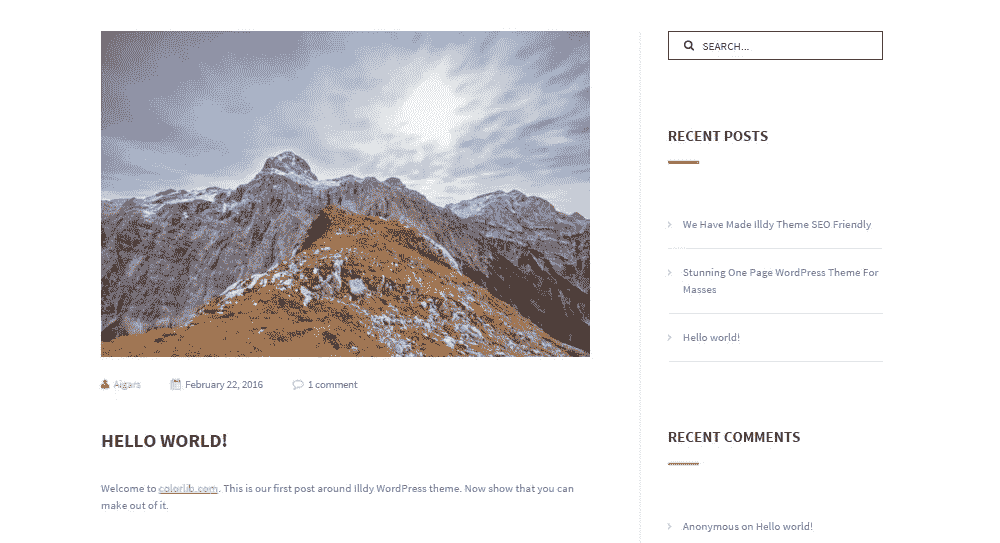 SEARCH...
RECENT POSTS
We Have Made Illdy Theme SEO Friendly
Stunning One Page WordPress Theme For
Masses
Hello world!
Aigars
February 22, 2016
1 comment
HELLO WORLD!
Welcome to colorlib.com. This is our first post around Illdy WordPress theme. Now show that you can
make out of it.
RECENT COMMENTS
Anonymous on Hello world!